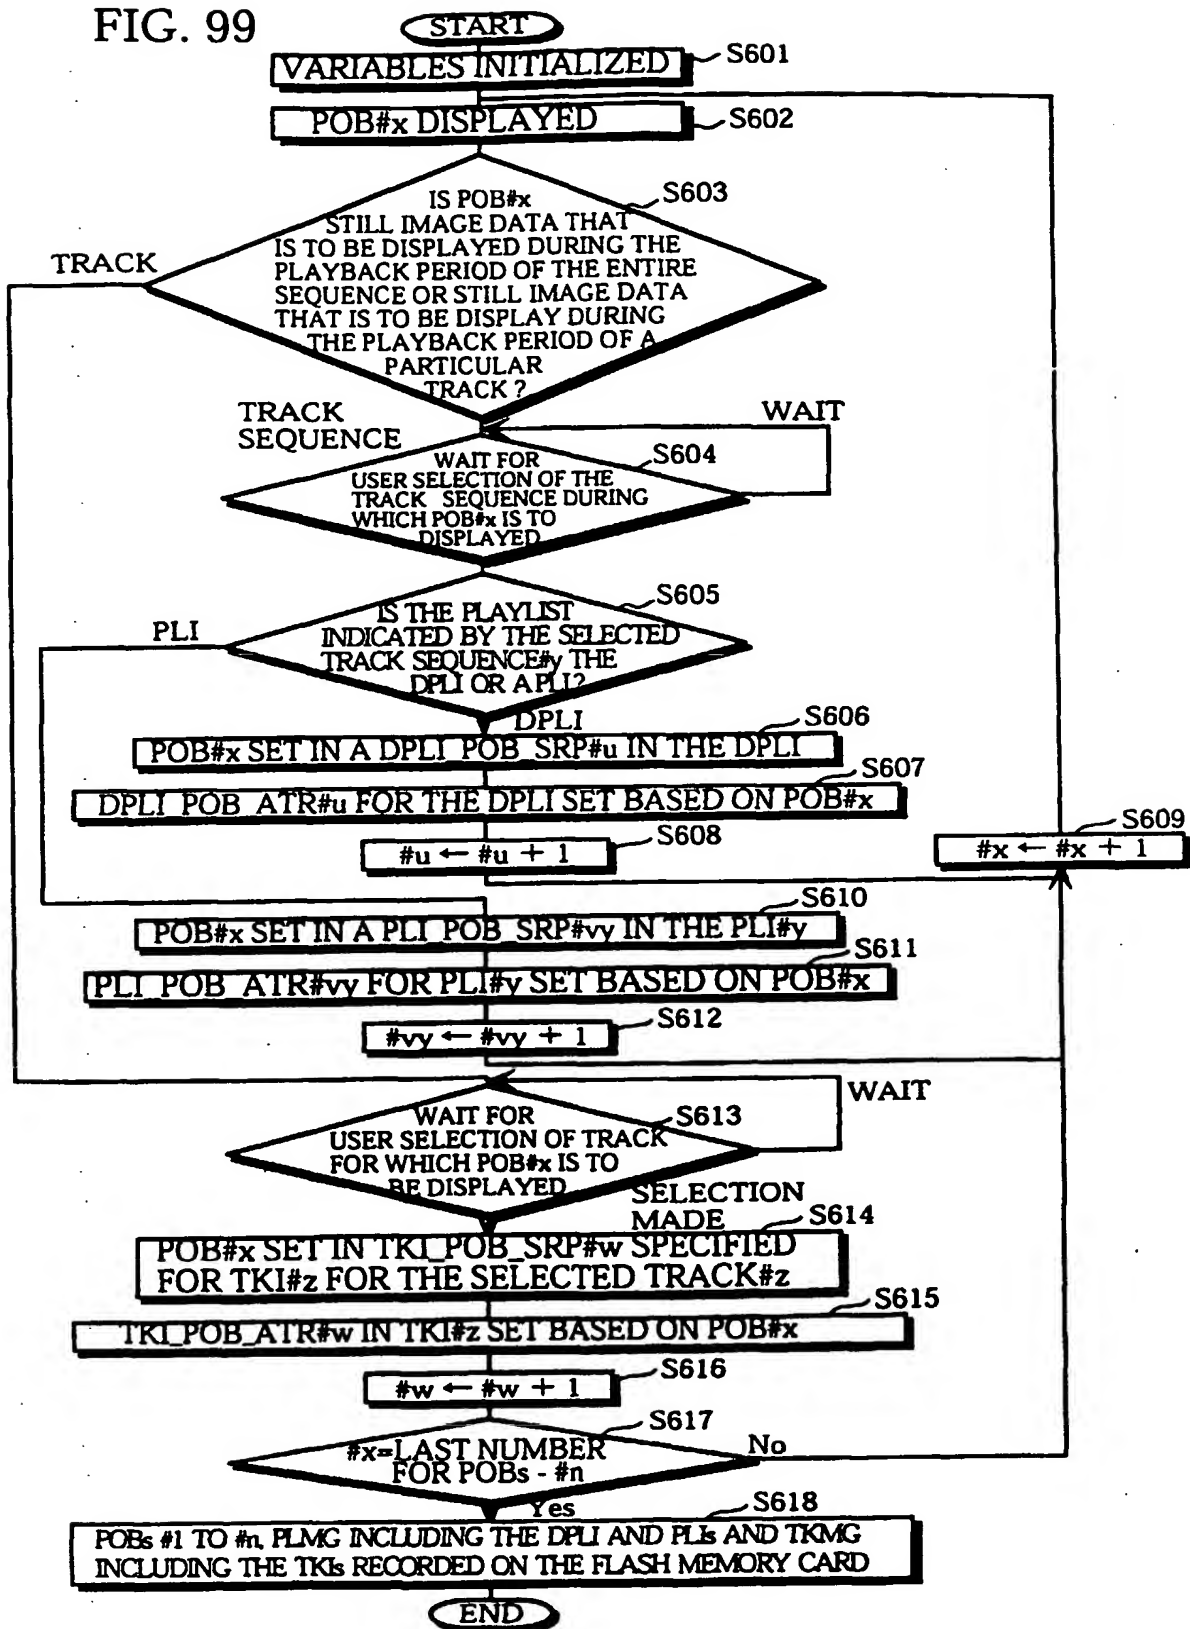 FIG. 99
START
VARIABLES INITIALIZED
S601
POB#x DISPLAYED
S602
IS POB#x
STILL IMAGE DATA THAT
IS TO BE DISPLAYED DURING THE
PLAYBACK PERIOD OF THE ENTIRE
SEQUENCE OR STILL IMAGE DATA
THAT IS TO BE DISPLAY DURING
THE PLAYBACK PERIOD OF A
PARTICULAR
TRACK ?
S603
TRACK
TRACK
SEQUENCE
WAIT
WAIT FOR
USER SELECTION OF THE
TRACK SEQUENCE DURING
WHICH POB#x IS TO
DISPLAYED
S604
IS THE PLAYLIST
INDICATED BY THE SELECTED
TRACK SEQUENCE#y THE
DPLI OR A PLI?
S605
PLI
DPLI
S606
POB#x SET IN A DPLI_POB_SRP#u IN THE DPLI
S607
DPLI_POB_ATR#u FOR THE DPLI SET BASED ON POB#x
S608
#u ← #u + 1
S609
#x ← #x + 1
S610
POB#x SET IN A PLI_POB_SRP#vy IN THE PLI#y
S611
PLI_POB_ATR#vy FOR PLI#y SET BASED ON POB#x
S612
#vy ← #vy + 1
WAIT
WAIT FOR
USER SELECTION OF TRACK
FOR WHICH POB#x IS TO
BE DISPLAYED
S613
SELECTION
MADE
S614
POB#x SET IN TKI_POB_SRP#w SPECIFIED
FOR TKI#z FOR THE SELECTED TRACK#z
S615
TKI_POB_ATR#w IN TKI#z SET BASED ON POB#x
S616
#w ← #w + 1
S617
#x=LAST NUMBER
FOR POBs - #n
No
Yes
S618
POBs #1 TO #n, PLMG INCLUDING THE DPLI AND PLIs AND TKMG
INCLUDING THE TKIs RECORDED ON THE FLASH MEMORY CARD
END